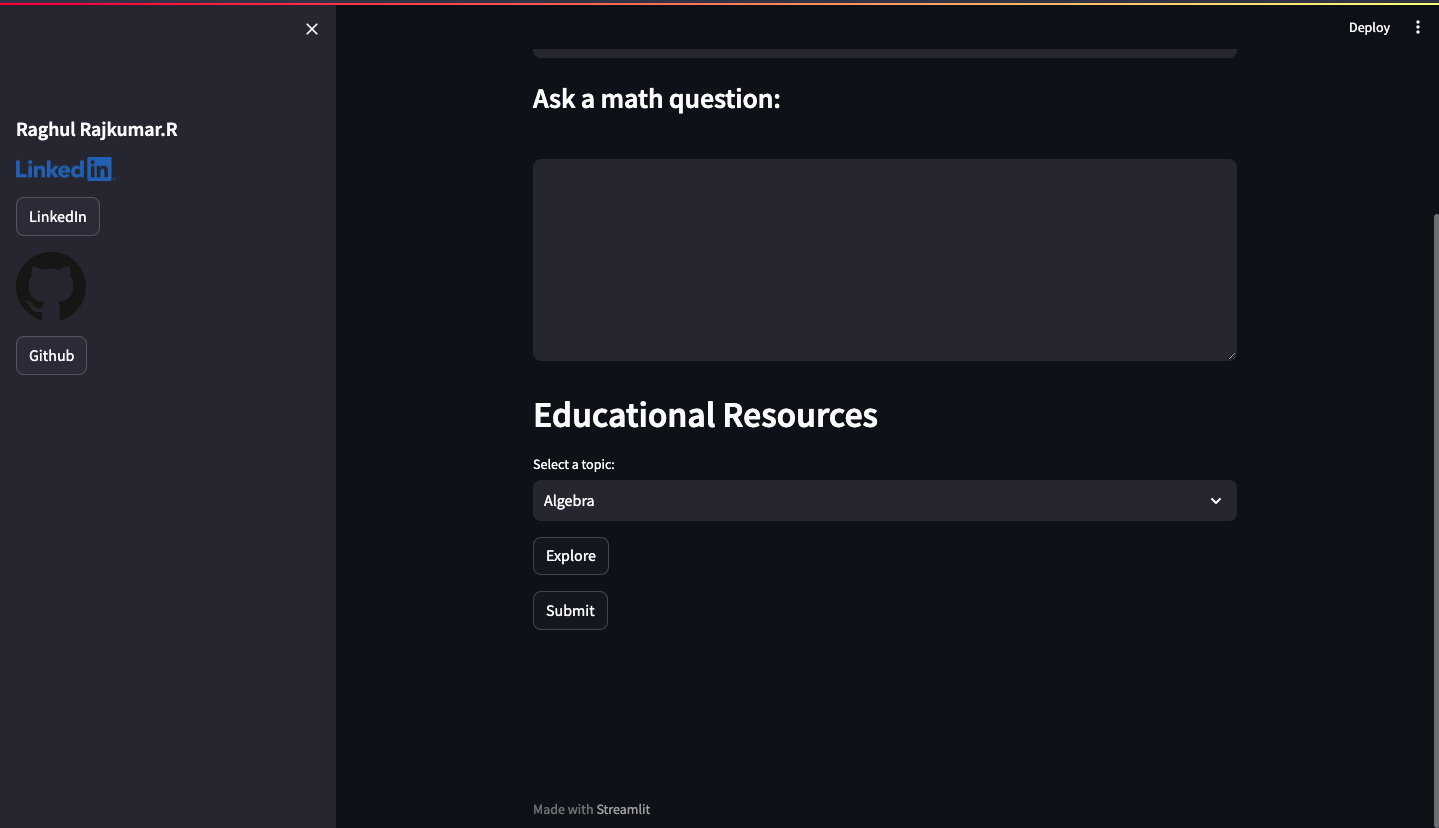 Deploy
Raghul Rajkumar.R
LinkedIn
LinkedIn
Github
Ask a math question:
Educational Resources
Select a topic:
Algebra
Explore
Submit
Made with Streamlit